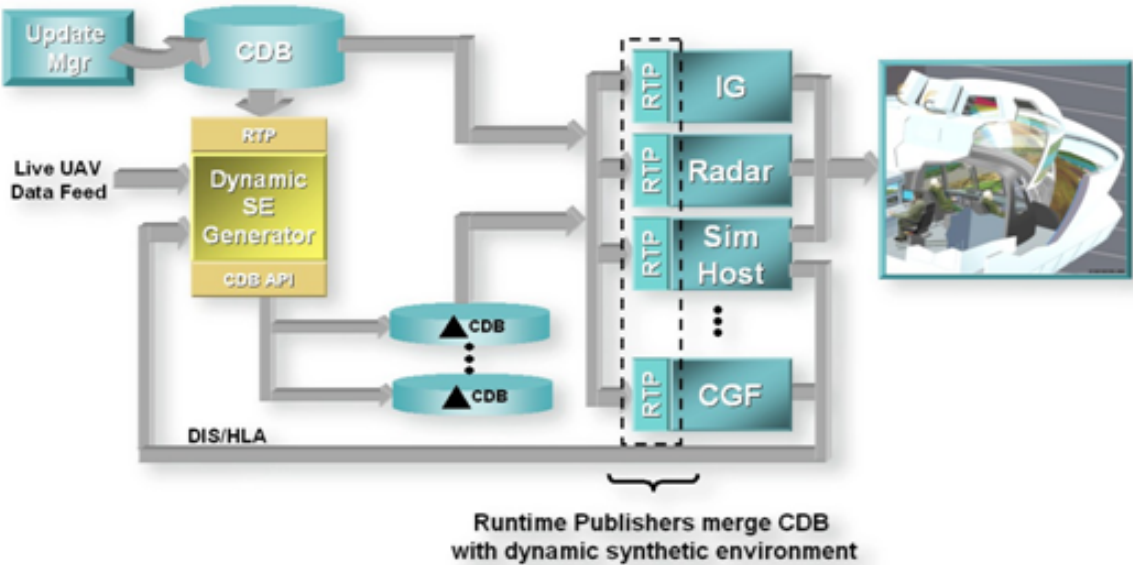 Update
Mgr
CDB
RTP
Live UAV
Data Feed
Dynamic
SE
Generator
CDB API
▲CDB
▲CDB
DIS/HLA
RTP
IG
RTP
Radar
RTP
Sim
Host
RTP
CGF
Runtime Publishers merge CDB
with dynamic synthetic environment